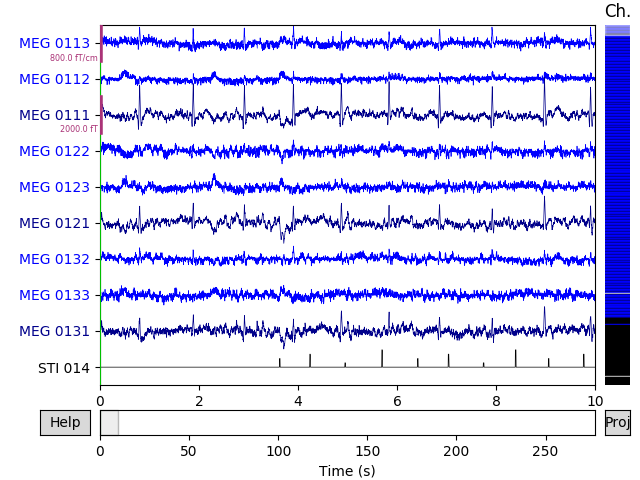 Ch.
MEG 0113
800.0 fT/cm
MEG 0112
MEG 0111
2000.0 fT
MEG 0122
MEG 0123
MEG 0121
MEG 0132
MEG 0133
MEG 0131
STI 014
0 2 4 6 8 10
Help Proj
0 50 100 150 200 250
Time (s)